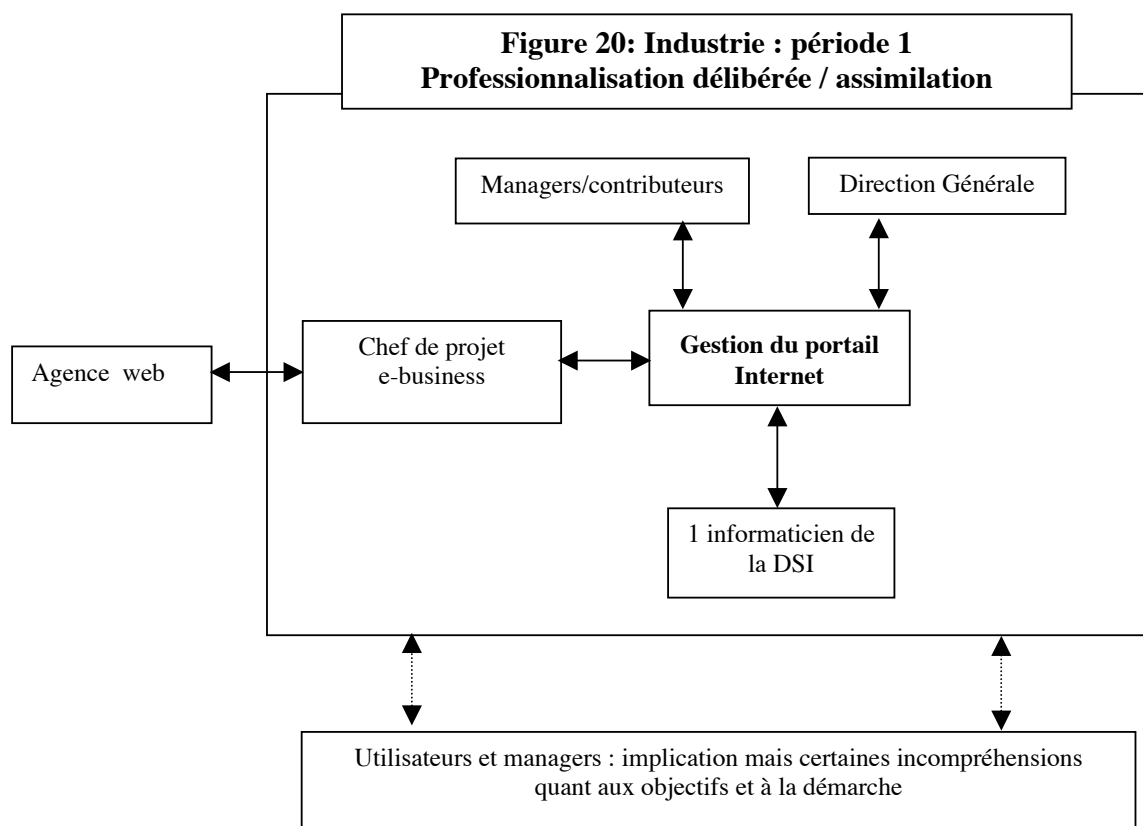 Figure 20: Industrie : période 1
Professionnalisation délibérée / assimilation
Managers/contributeurs
Direction Générale
Agence web
Chef de projet
e-business
Gestion du portail
Internet
1 informaticien de
la DSI
Utilisateurs et managers : implication mais certaines incompréhensions
quant aux objectifs et à la démarche